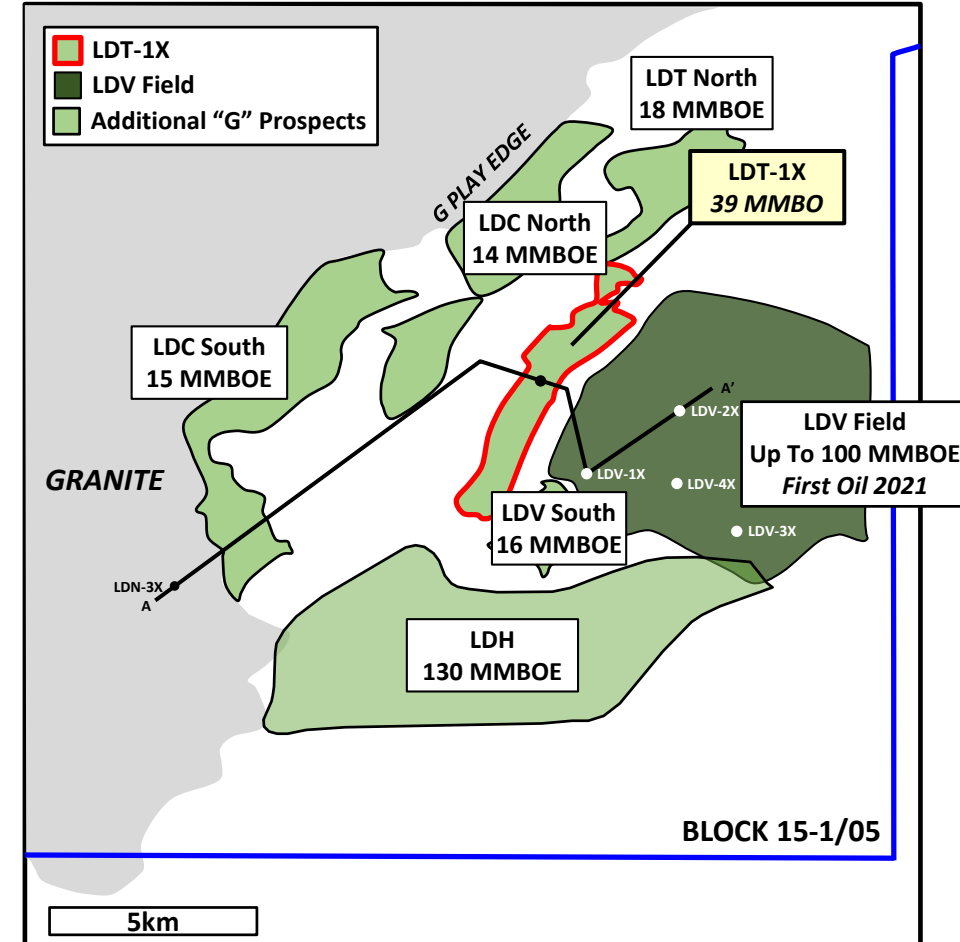 LDT-1X
LDV Field
Additional “G” Prospects
LDT North
18 MMBOE
G PLAY EDGE
LDT-1X
39 MMBO
LDC North
14 MMBOE
LDC South
15 MMBOE
A’
LDV-2X
LDV Field
Up To 100 MMBOE
First Oil 2021
GRANITE
LDV-1X
LDV-4X
LDV South
16 MMBOE
LDV-3X
LDN-3X
A
LDH
130 MMBOE
BLOCK 15-1/05
5km